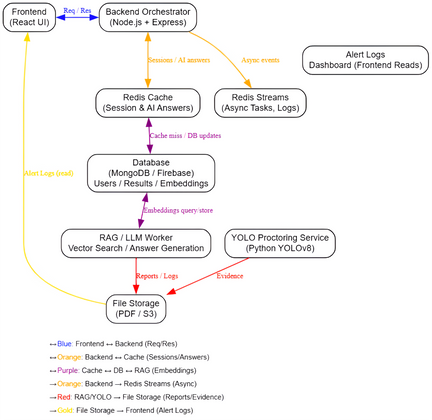 Frontend
(React UI)
Req / Res
Backend Orchestrator
(Node.js + Express)
Sessions / AI answers
Async events
Alert Logs
Dashboard (Frontend Reads)
Redis Cache
(Session & AI Answers)
Redis Streams
(Async Tasks, Logs)
Cache miss / DB updates
Database
(MongoDB / Firebase)
Users / Results / Embeddings
Alert Logs (read)
Embeddings query/store
RAG / LLM Worker
Vector Search / Answer Generation
YOLO Proctoring Service
(Python YOLOv8)
Reports / Logs
Evidence
File Storage
(PDF / S3)
↔Blue: Frontend ↔ Backend (Req/Res)
↔Orange: Backend ↔ Cache (Sessions/Answers)
↔Purple: Cache ↔ DB ↔ RAG (Embeddings)
→Orange: Backend → Redis Streams (Async)
→Red: RAG/YOLO → File Storage (Reports/Evidence)
→Gold: File Storage → Frontend (Alert Logs)